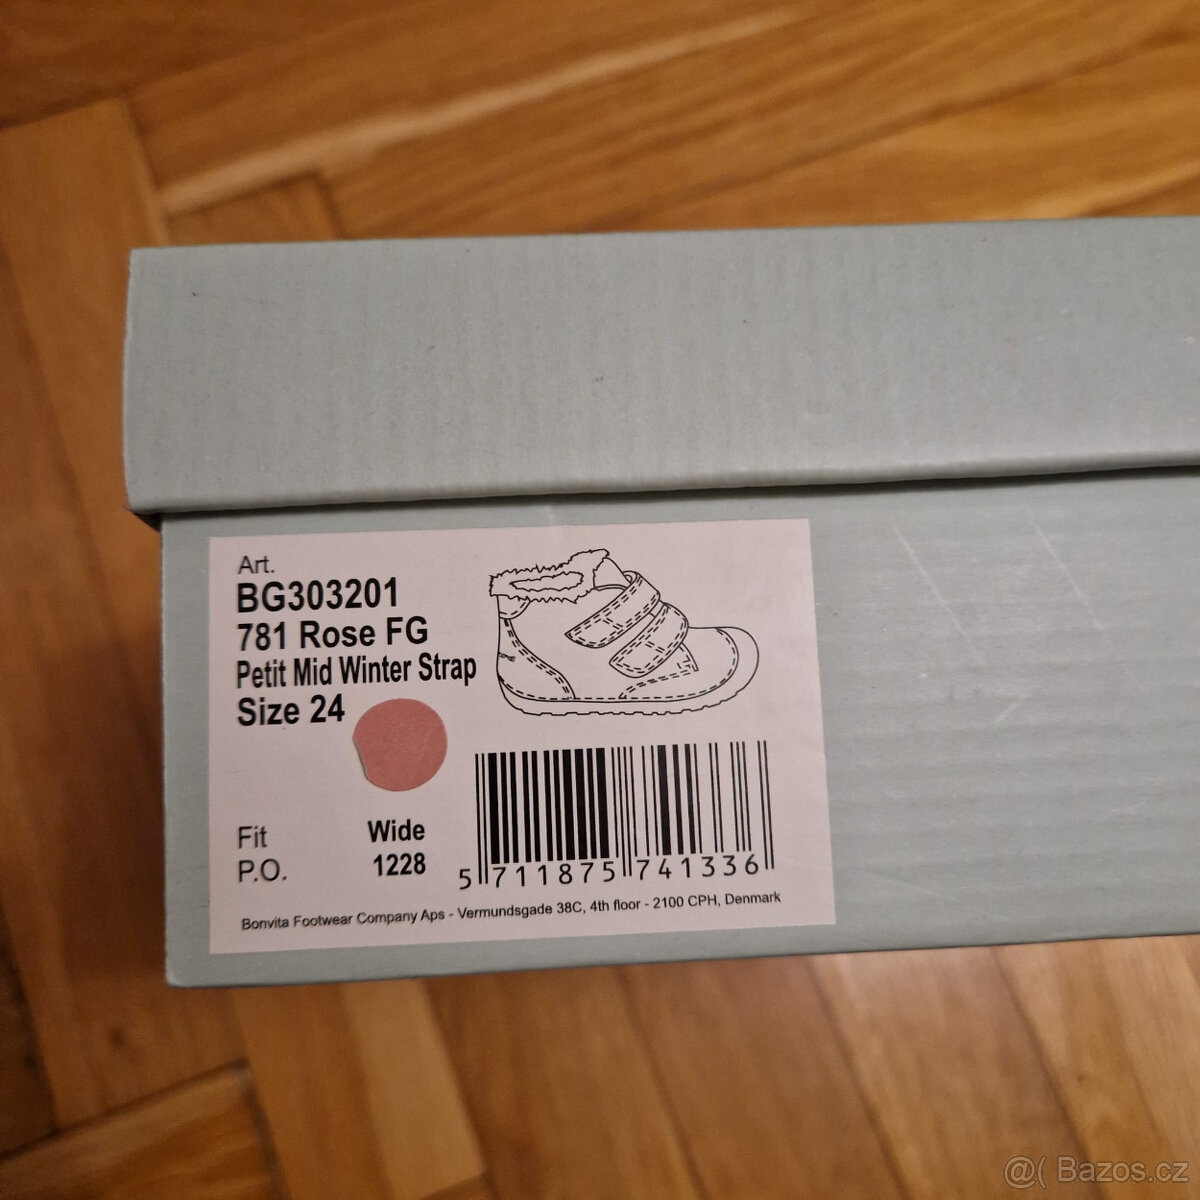 Art.
BG303201
781 Rose FG
Petit Mid Winter Strap
Size 24
Fit Wide
P.O. 1228
5 711875 741336
Bonvita Footwear Company Aps - Vermundsgade 38C, 4th floor - 2100 CPH, Denmark
@( Bazos.cz